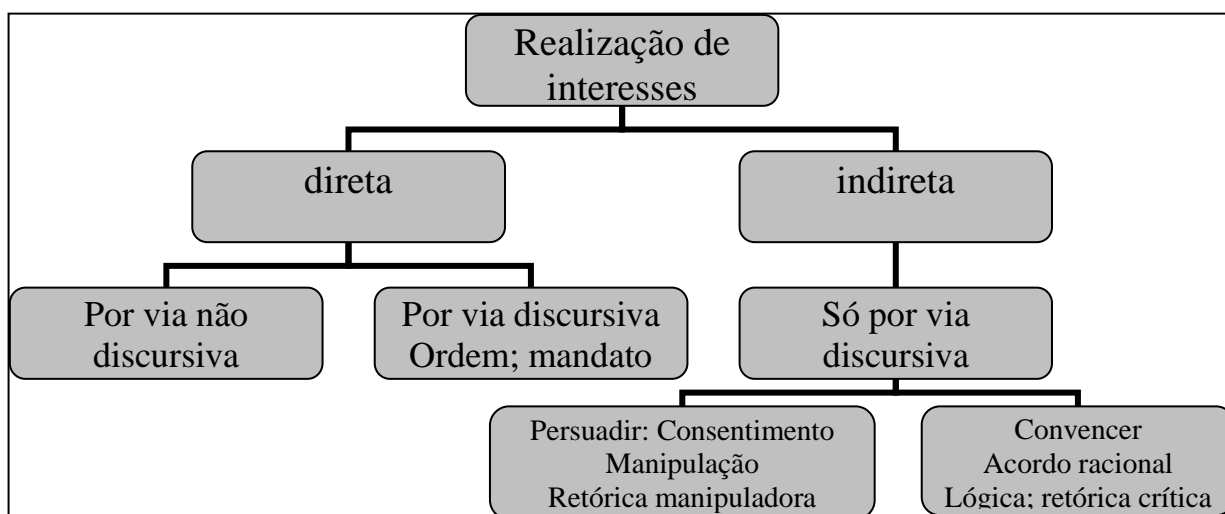 Realização de
interesses
direta
indireta
Por via não
discursiva
Por via discursiva
Ordem; mandato
Só por via
discursiva
Persuadir: Consentimento
Manipulação
Retórica manipuladora
Convencer
Acordo racional
Lógica; retórica crítica